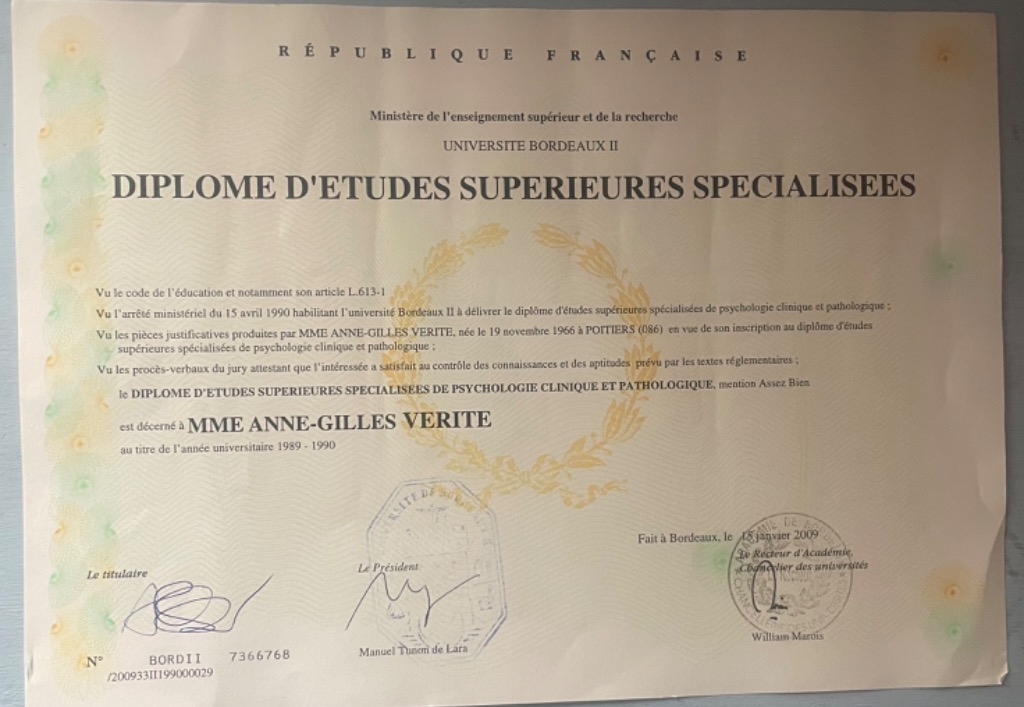 RÉPUBLIQUE FRANÇAISE
Ministère de l'enseignement supérieur et de la recherche
UNIVERSITE BORDEAUX II
DIPLOME D'ETUDES SUPERIEURES SPECIALISEES
Vu le code de l'éducation et notamment son article L.613-1
Vu l'arrêté ministériel du 15 avril 1990 habilitant l'université Bordeaux II à délivrer le diplôme d'études supérieures spécialisées de psychologie clinique et pathologique ;
Vu les pièces justificatives produites par MME ANNE-GILLES VERITE, née le 19 novembre 1966 à POITIERS (086) en vue de son inscription au diplôme d'études
supérieures spécialisées de psychologie clinique et pathologique ;
Vu les procès-verbaux du jury attestant que l'intéressée a satisfait au contrôle des connaissances et des aptitudes prévu par les textes réglementaires ;
le DIPLOME D'ETUDES SUPERIEURES SPECIALISEES DE PSYCHOLOGIE CLINIQUE ET PATHOLOGIQUE, mention Assez Bien
est décerné à MME ANNE-GILLES VERITE
au titre de l'année universitaire 1989 - 1990
Fait à Bordeaux, le 18 janvier 2009
Le Recteur d'Académie,
Chancelier des universités
William Marois
Le titulaire
Le Président
Manuel Tunon de Lara
N° BORDII 7366768
/200933II199000029